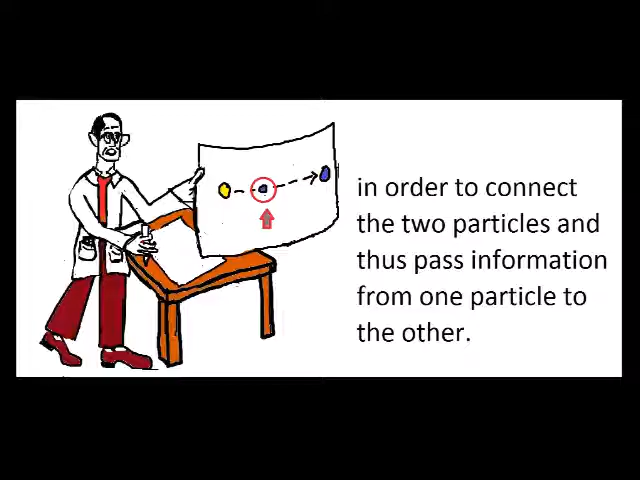 in order to connect
the two particles and
thus pass information
from one particle to
the other.